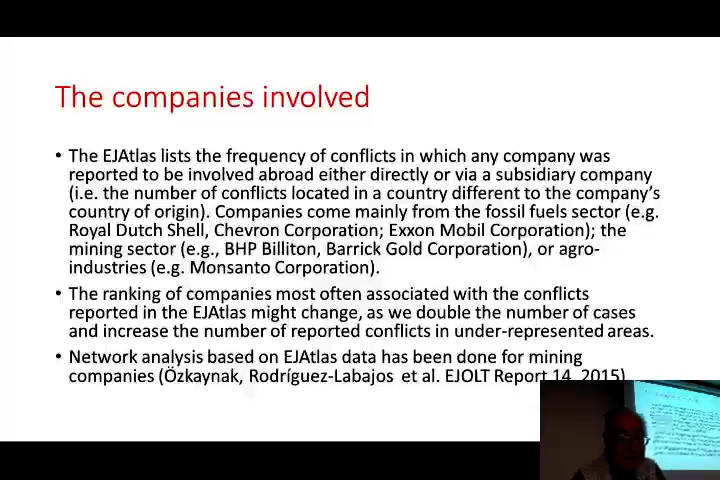 The companies involved
• The EJAtlas lists the frequency of conflicts in which any company was
reported to be involved abroad either directly or via a subsidiary company
(i.e. the number of conflicts located in a country different to the company's
country of origin). Companies come mainly from the fossil fuels sector (e.g.
Royal Dutch Shell, Chevron Corporation; Exxon Mobil Corporation); the
mining sector (e.g., BHP Billiton, Barrick Gold Corporation), or agro-
industries (e.g. Monsanto Corporation).
• The ranking of companies most often associated with the conflicts
reported in the EJAtlas might change, as we double the number of cases
and increase the number of reported conflicts in under-represented areas.
• Network analysis based on EJAtlas data has been done for mining
companies (Özkaynak, Rodríguez-Labajos et al. EJOLT Report 14, 2015)